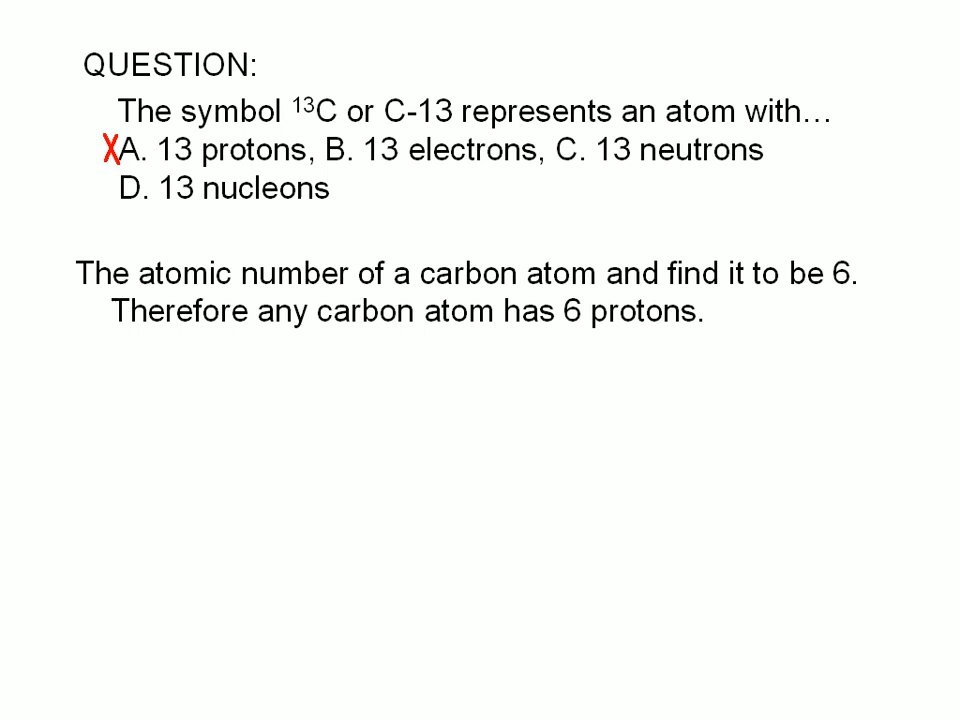 QUESTION:
The symbol ¹³C or C-13 represents an atom with…
XA. 13 protons, B. 13 electrons, C. 13 neutrons
D. 13 nucleons
The atomic number of a carbon atom and find it to be 6.
Therefore any carbon atom has 6 protons.